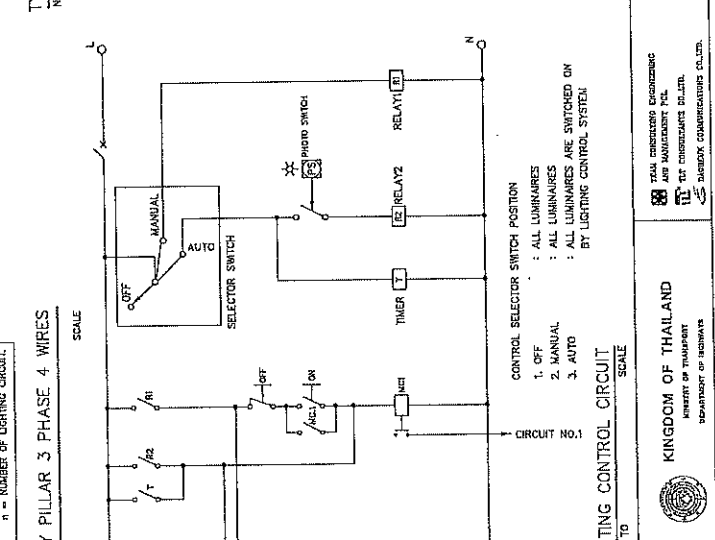 n = NUMBER OF LIGHTING CIRCUIT.
Y PILLAR 3 PHASE 4 WIRES
SCALE
L
OFF
MANUAL
AUTO
SELECTOR SWITCH
PS
PHOTO SWITCH
T
R2
R1
OFF
ON
MC1
MC1
CIRCUIT NO.1
T
TIMER
R2
RELAY2
R1
RELAY1
N
CONTROL SELECTOR SWITCH POSITION
1. OFF : ALL LUMINAIRES
2. MANUAL : ALL LUMINAIRES
3. AUTO : ALL LUMINAIRES ARE SWITCHED ON
BY LIGHTING CONTROL SYSTEM
TING CONTROL CIRCUIT
TO SCALE
KINGDOM OF THAILAND
MINISTRY OF TRANSPORT
DEPARTMENT OF HIGHWAYS
TEAM CONSULTING ENGINEERING
AND MANAGEMENT PCL.
TLT CONSULTANTS CO.,LTD.
COMMUNICATIONS CO.,LTD.